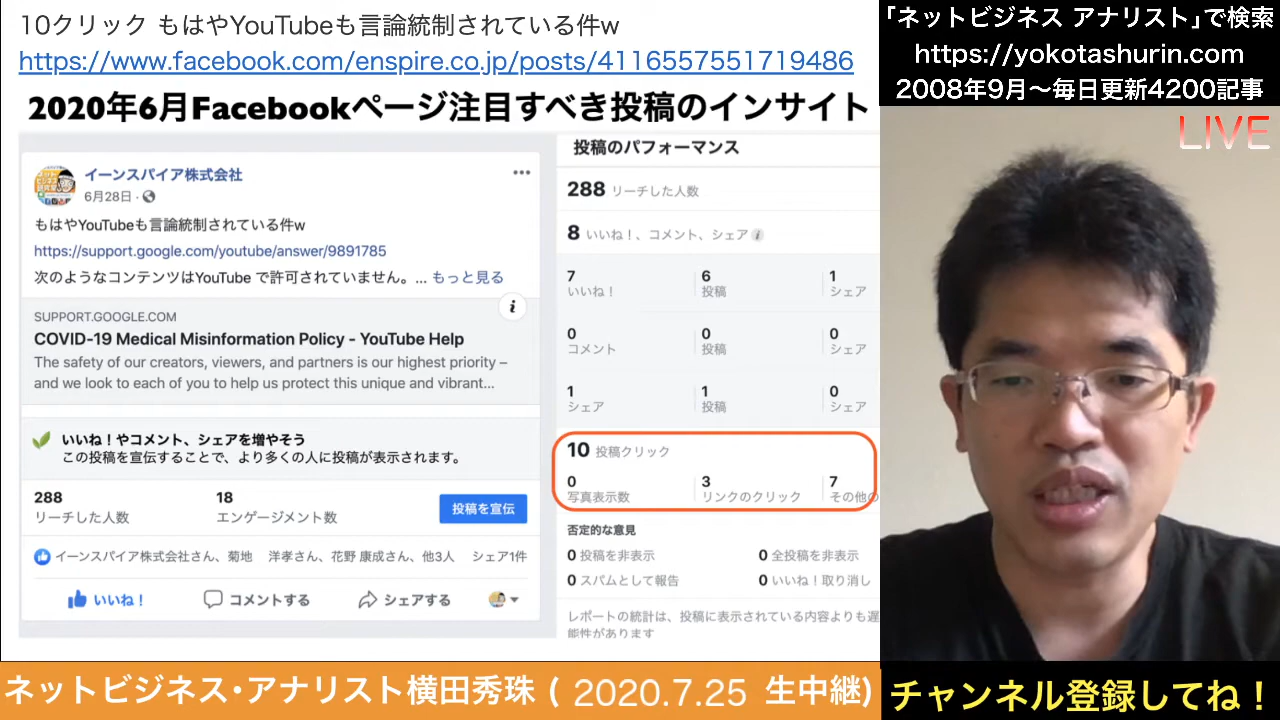 10クリック もはやYouTubeも言論統制されている件w
https://www.facebook.com/enspire.co.jp/posts/4116557551719486
2020年6月Facebookページ注目すべき投稿のインサイト
イーンスパイア株式会社
6月28日
もはやYouTubeも言論統制されている件w
https://support.google.com/youtube/answer/9891785
次のようなコンテンツはYouTube で許可されていません。... もっと見る
SUPPORT.GOOGLE.COM
COVID-19 Medical Misinformation Policy - YouTube Help
The safety of our creators, viewers, and partners is our highest priority –
and we look to each of you to help us protect this unique and vibrant...
いいね！やコメント、シェアを増やそう
この投稿を宣伝することで、より多くの人に投稿が表示されます。
288 18
リーチした人数 エンゲージメント数 投稿を宣伝
イーンスパイア株式会社さん、菊地 洋孝さん、花野 康成さん、他3人 シェア1件
いいね！ コメントする シェアする
投稿のパフォーマンス
288 リーチした人数
8 いいね！、コメント、シェア
7 6 1
いいね！ 投稿 シェア
0 0 0
コメント 投稿 シェア
1 1 0
シェア 投稿 シェア
10 投稿クリック
0 3 7
写真表示数 リンクのクリック その他の
否定的な意見
0 投稿を非表示 0 全投稿を非表示
0 スパムとして報告 0 いいね！取り消し
レポートの統計は、投稿に表示されている内容よりも遅
能性があります
「ネットビジネス アナリスト」で検索
https://yokotashurin.com
2008年9月～毎日更新4200記事
LIVE
ネットビジネス・アナリスト横田秀珠 ( 2020.7.25 生中継)
チャンネル登録してね！